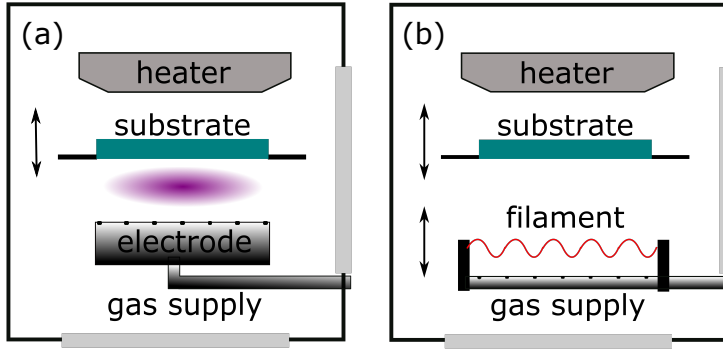 (a)
heater
substrate
electrode
gas supply
(b)
heater
substrate
filament
gas supply